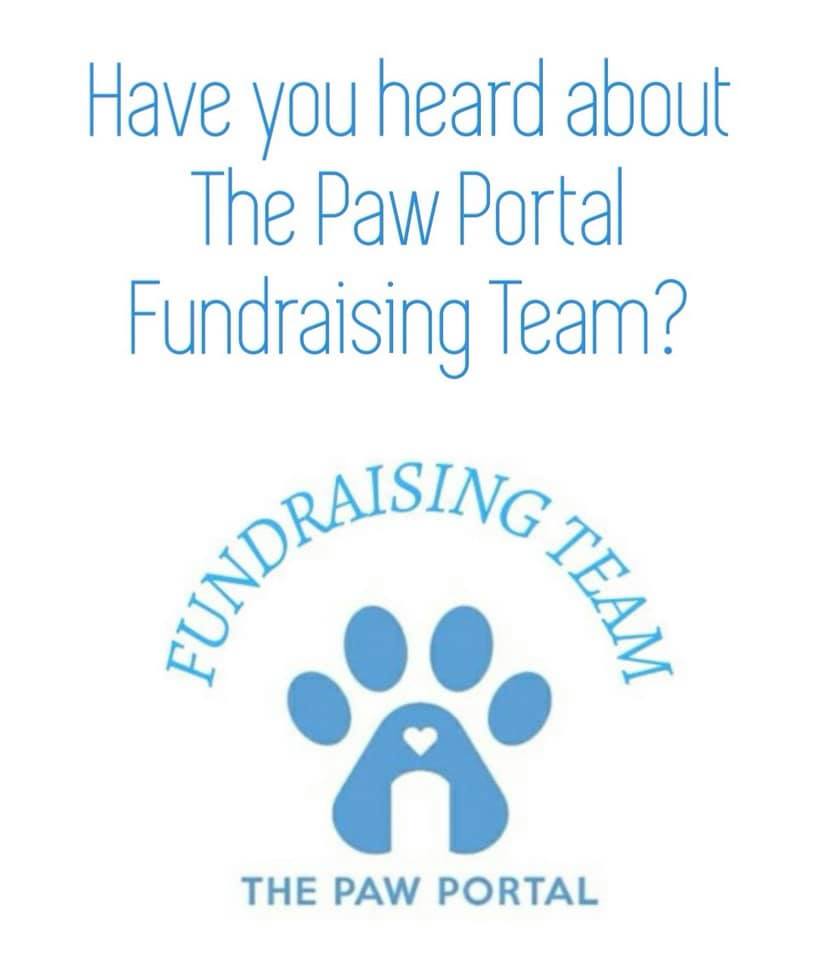 Have you heard about
The Paw Portal
Fundraising Team?
FUNDRAISING TEAM
THE PAW PORTAL